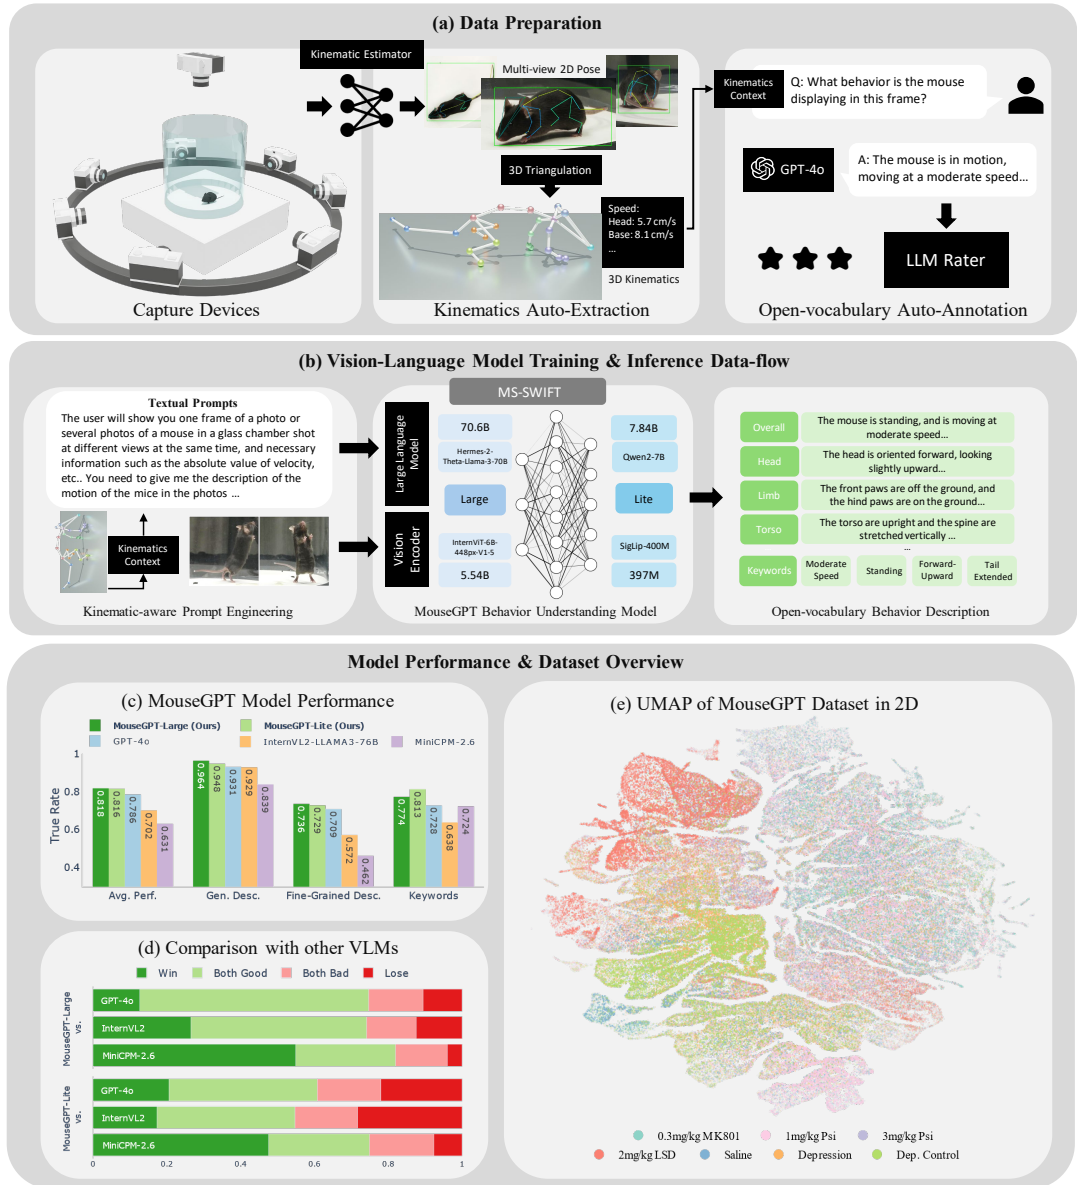 (a) Data Preparation
Kinematic Estimator
Multi-view 2D Pose
3D Triangulation
Speed:
Head: 5.7 cm/s
Base: 8.1 cm/s
...
3D Kinematics
Kinematics
Context
Q: What behavior is the mouse
displaying in this frame?
GPT-4o
A: The mouse is in motion,
moving at a moderate speed...
LLM Rater
Capture Devices
Kinematics Auto-Extraction
Open-vocabulary Auto-Annotation
(b) Vision-Language Model Training & Inference Data-flow
Textual Prompts
The user will show you one frame of a photo or
several photos of a mouse in a glass chamber shot
at different views at the same time, and necessary
information such as the absolute value of velocity,
etc.. You need to give me the description of the
motion of the mice in the photos ...
Kinematics
Context
Kinematic-aware Prompt Engineering
MS-SWIFT
Large Language
Model
Vision
Encoder
70.6B
Hermes-2-
Theta-Llama-3-70B
Large
InternViT-6B-
448px-V1-5
5.54B
7.84B
Qwen2-7B
Lite
SigLip-400M
397M
MouseGPT Behavior Understanding Model
Overall
The mouse is standing, and is moving at
moderate speed...
Head
The head is oriented forward, looking
slightly upward...
Limb
The front paws are off the ground, and
the hind paws are on the ground...
Torso
The torso are upright and the spine are
stretched vertically ...
...
Keywords
Moderate
Speed
Standing
Forward-
Upward
Tail
Extended
Open-vocabulary Behavior Description
Model Performance & Dataset Overview
(c) MouseGPT Model Performance
MouseGPT-Large (Ours)
MouseGPT-Lite (Ours)
GPT-4o
InternVL2-LLAMA3-76B
MiniCPM-2.6
True Rate
1
0.8
0.6
0.4
0.818
0.816
0.786
0.702
0.631
0.964
0.948
0.931
0.929
0.839
0.736
0.729
0.709
0.572
0.462
0.774
0.813
0.728
0.638
0.724
Avg. Perf.
Gen. Desc.
Fine-Grained Desc.
Keywords
(d) Comparison with other VLMs
Win
Both Good
Both Bad
Lose
MouseGPT-Large
vs.
GPT-4o
InternVL2
MiniCPM-2.6
MouseGPT-Lite
vs.
GPT-4o
InternVL2
MiniCPM-2.6
0
0.2
0.4
0.6
0.8
1
(e) UMAP of MouseGPT Dataset in 2D
0.3mg/kg MK801
1mg/kg Psi
3mg/kg Psi
2mg/kg LSD
Saline
Depression
Dep. Control